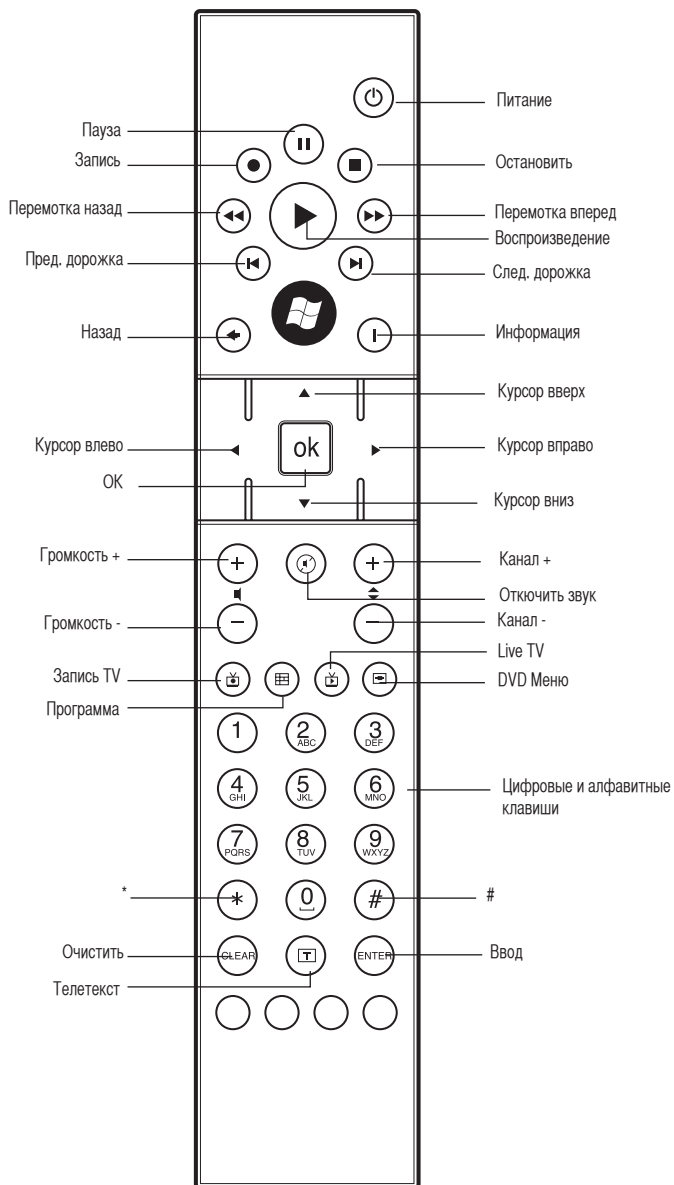 Питание
Пауза
Запись
Остановить
Перемотка назад
Перемотка вперед
Воспроизведение
Пред. дорожка
След. дорожка
Назад
Информация
Курсор вверх
Курсор влево
ok
Курсор вправо
OK
Курсор вниз
Громкость +
Канал +
Откючить звук
Громкость -
Канал -
Live TV
Запись TV
DVD Меню
Программа
1
2
ABC
3
DEF
4
GHI
5
JKL
6
MNO
Цифровые и алфавитные
клавиши
7
PQRS
8
TUV
9
WXYZ
*
*
0
#
#
Очистить
CLEAR
T
ENTER
Ввод
Телетекст